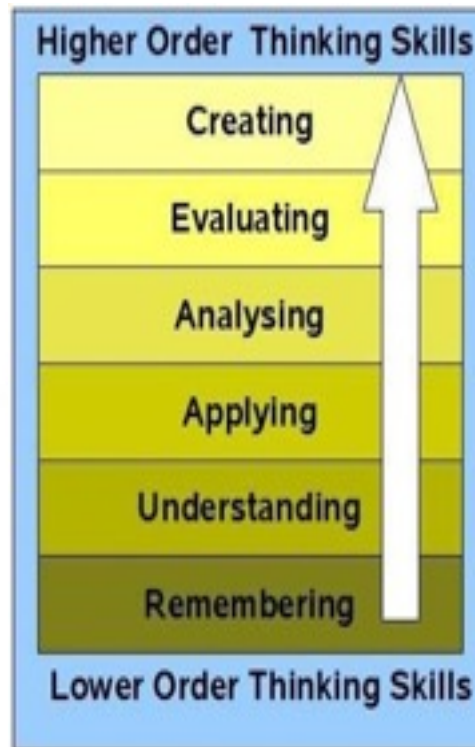 Higher Order Thinking Skills
Creating
Evaluating
Analysing
Applying
Understanding
Remembering
Lower Order Thinking Skills